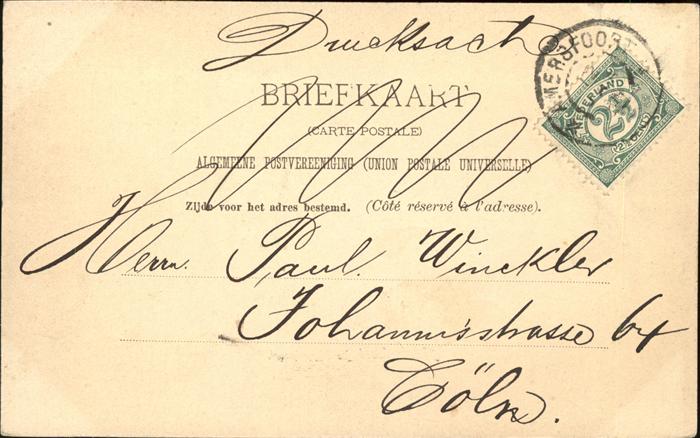 Drucksache
AMERSFOORT
BRIEFKAART
(CARTE POSTALE)
ALGEMEENE POSTVEREENIGING (UNION POSTALE UNIVERSELLE)
Zijde voor het adres bestemd. (Côté réservé à l'adresse).
NEDERLAND
2½
CENT
Herrn. Paul Winckler
Johannisstrasse 64
Cöln.